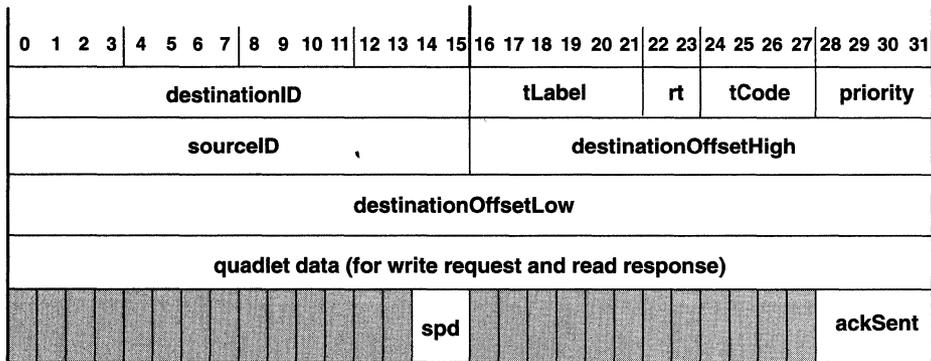 0 1 2 3 4 5 6 7 8 9 10 11 12 13 14 15 16 17 18 19 20 21 22 23 24 25 26 27 28 29 30 31
destinationID tLabel rt tCode priority
sourceID destinationOffsetHigh
destinationOffsetLow
quadlet data (for write request and read response)
spd ackSent